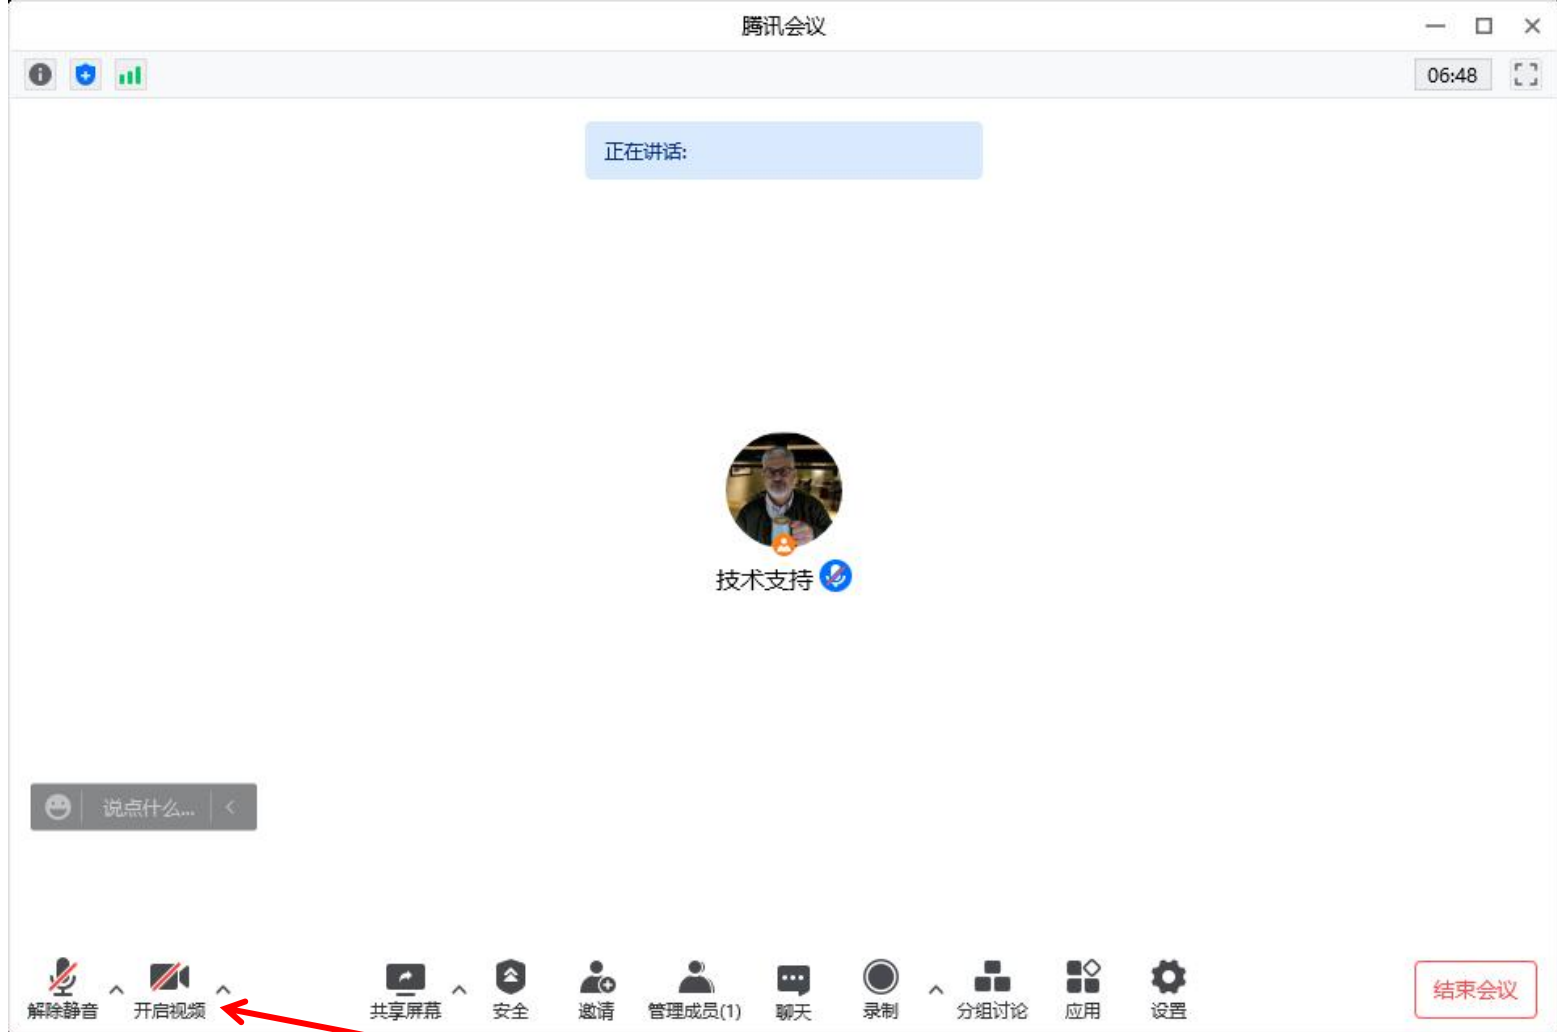 腾讯会议
06:48
正在讲话:
技术支持
说点什么...
解除静音
开启视频
共享屏幕
安全
邀请
管理成员(1)
聊天
录制
分组讨论
应用
设置
结束会议